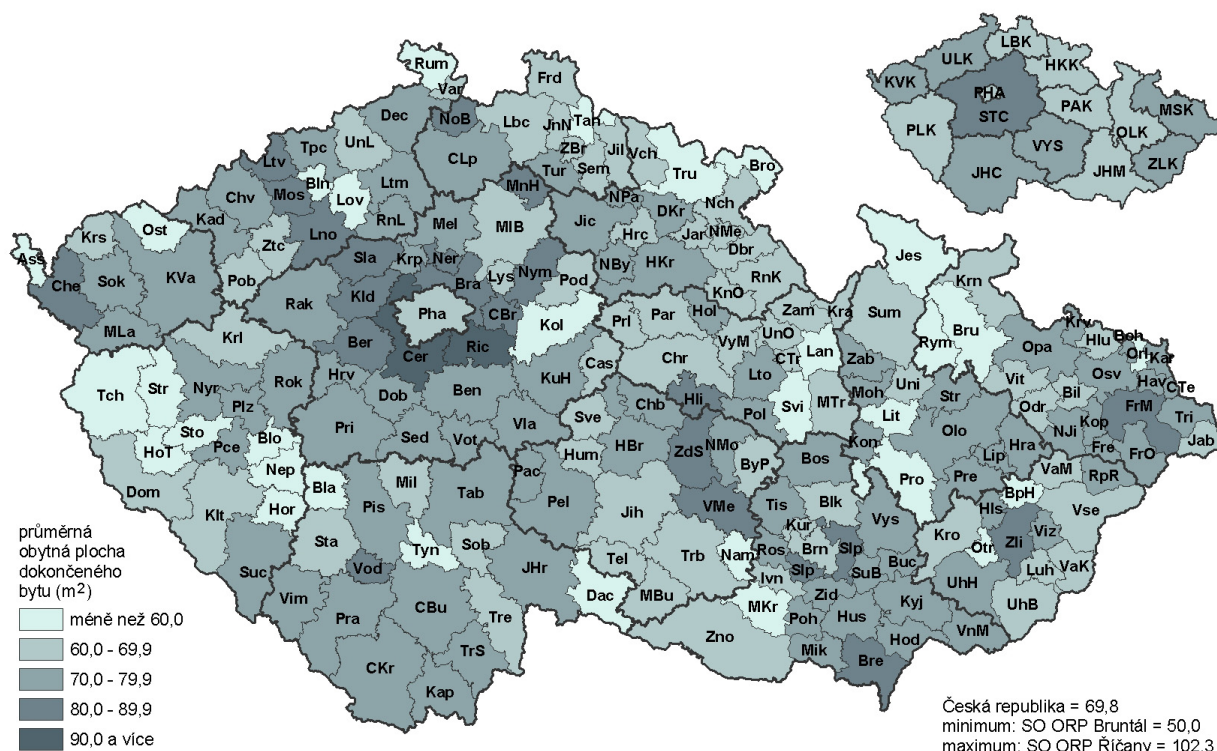 Rum
Frd
Var
Dec
NoB
Lbc
JnN
Tan
LBK
ULK
HKK
KVK
PHA
STC
PAK
MSK
PLK
OLK
VYS
JHC
JHM
ZLK
Tpc
UnL
Ltv
CLp
ZBr
Jil
Vch
Sem
Tru
Bro
Bln
Mos
Ltm
Tur
Chv
Lov
MnH
NPa
Nch
Kad
RnL
Mel
MlB
Jic
DKr
Ost
Lno
Hrc
Jar
NMe
Krs
Ztc
Dbr
Ass
Sla
Krp
Ner
Nym
NBy
HKr
Jes
Che
Sok
KVa
Pob
Bra
Lys
Pod
RnK
Krn
Rak
Kld
KnO
MLa
Pha
CBr
Kol
Prl
Par
Hol
Zam
Kra
Sum
Krl
Ber
Cer
Ric
VyM
UnO
Rym
Bru
Krv
Opa
Hlu
Boh
Orl
Kar
Chr
CTr
Lan
Zab
Tch
Str
Nyr
Rok
Hrv
Dob
Ben
KuH
Cas
Lto
Vit
Osv
Hav
CTe
Plz
Hli
Svi
MTr
Moh
Uni
Str
Bil
FrM
Sto
Pri
Sed
Vot
Vla
Sve
Chb
Pol
Lit
Odr
NJi
Kop
Tri
HoT
Pce
Blo
HBr
ZdS
NMo
Kon
Olo
Lip
Hra
Fre
FrO
Jab
Nep
Hum
ByP
Bos
Dom
Klt
Bla
Mil
Tab
Pac
Pel
Pro
Pre
VaM
RpR
Hor
Pis
Jih
VMe
Tis
Blk
BpH
Hls
Vse
Sta
Kur
Vys
Kro
Zli
Viz
Tyn
Sob
Tel
Trb
Nam
Ros
Brn
Slp
Otr
Suc
Vod
JHr
Ivn
Slp
SuB
Buc
UhH
Luh
VaK
Vim
Pra
CBu
Dac
MBu
MKr
Zid
Kyj
UhB
Tre
Poh
Hus
Zno
Hod
VnM
TrS
Mik
CKr
Bre
Kap
průměrná
obytná plocha
dokončeného
bytu (m²)
méně než 60,0
60,0 - 69,9
70,0 - 79,9
80,0 - 89,9
90,0 a více
Česká republika = 69,8
minimum: SO ORP Bruntál = 50,0
maximum: SO ORP Říčany = 102,3